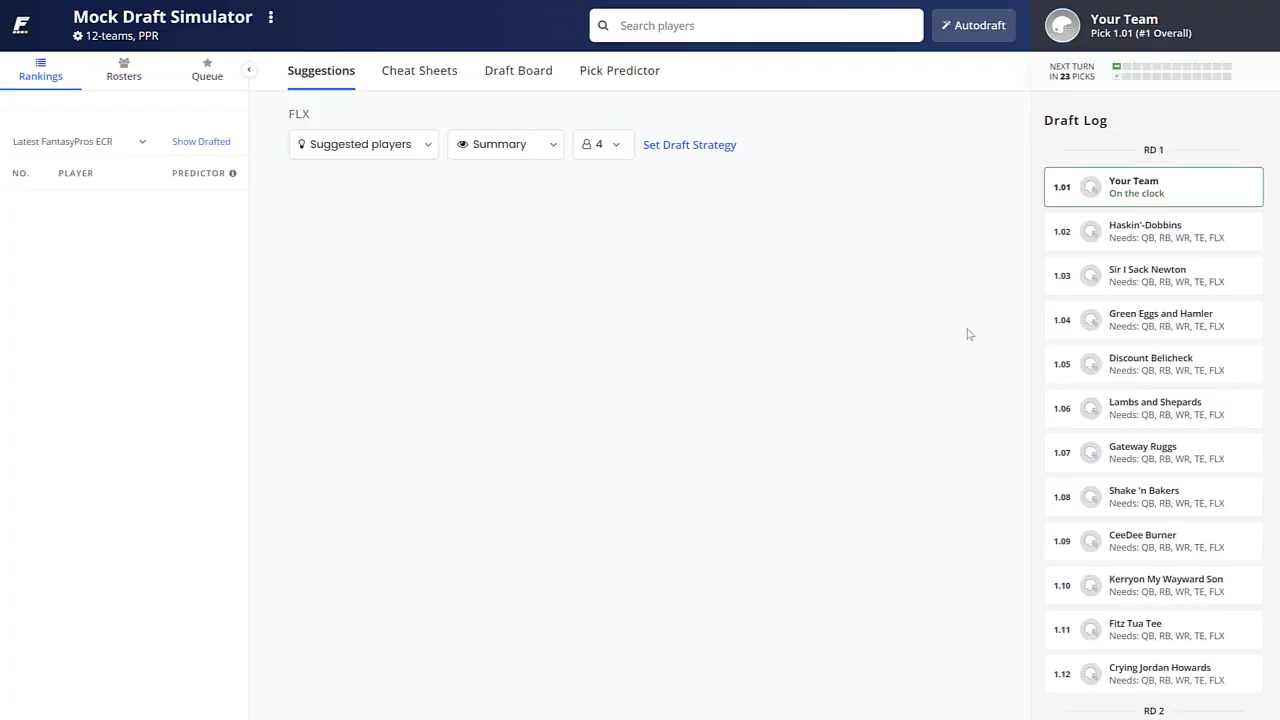 Mock Draft Simulator
12-teams, PPR
Search players
Autodraft
Your Team
Pick 1.01 (#1 Overall)
Rankings
Rosters
Queue
Suggestions
Cheat Sheets
Draft Board
Pick Predictor
NEXT TURN
IN 23 PICKS
FLX
Suggested players
Summary
4
Set Draft Strategy
Latest FantasyPros ECR
Show Drafted
NO.
PLAYER
PREDICTOR
Draft Log
RD 1
1.01
Your Team
On the clock
1.02
Haskin'-Dobbins
Needs: QB, RB, WR, TE, FLX
1.03
Sir I Sack Newton
Needs: QB, RB, WR, TE, FLX
1.04
Green Eggs and Hamler
Needs: QB, RB, WR, TE, FLX
1.05
Discount Belicheck
Needs: QB, RB, WR, TE, FLX
1.06
Lambs and Shepards
Needs: QB, RB, WR, TE, FLX
1.07
Gateway Ruggs
Needs: QB, RB, WR, TE, FLX
1.08
Shake 'n Bakers
Needs: QB, RB, WR, TE, FLX
1.09
CeeDee Burner
Needs: QB, RB, WR, TE, FLX
1.10
Kerryon My Wayward Son
Needs: QB, RB, WR, TE, FLX
1.11
Fitz Tua Tee
Needs: QB, RB, WR, TE, FLX
1.12
Crying Jordan Howards
Needs: QB, RB, WR, TE, FLX
RD 2